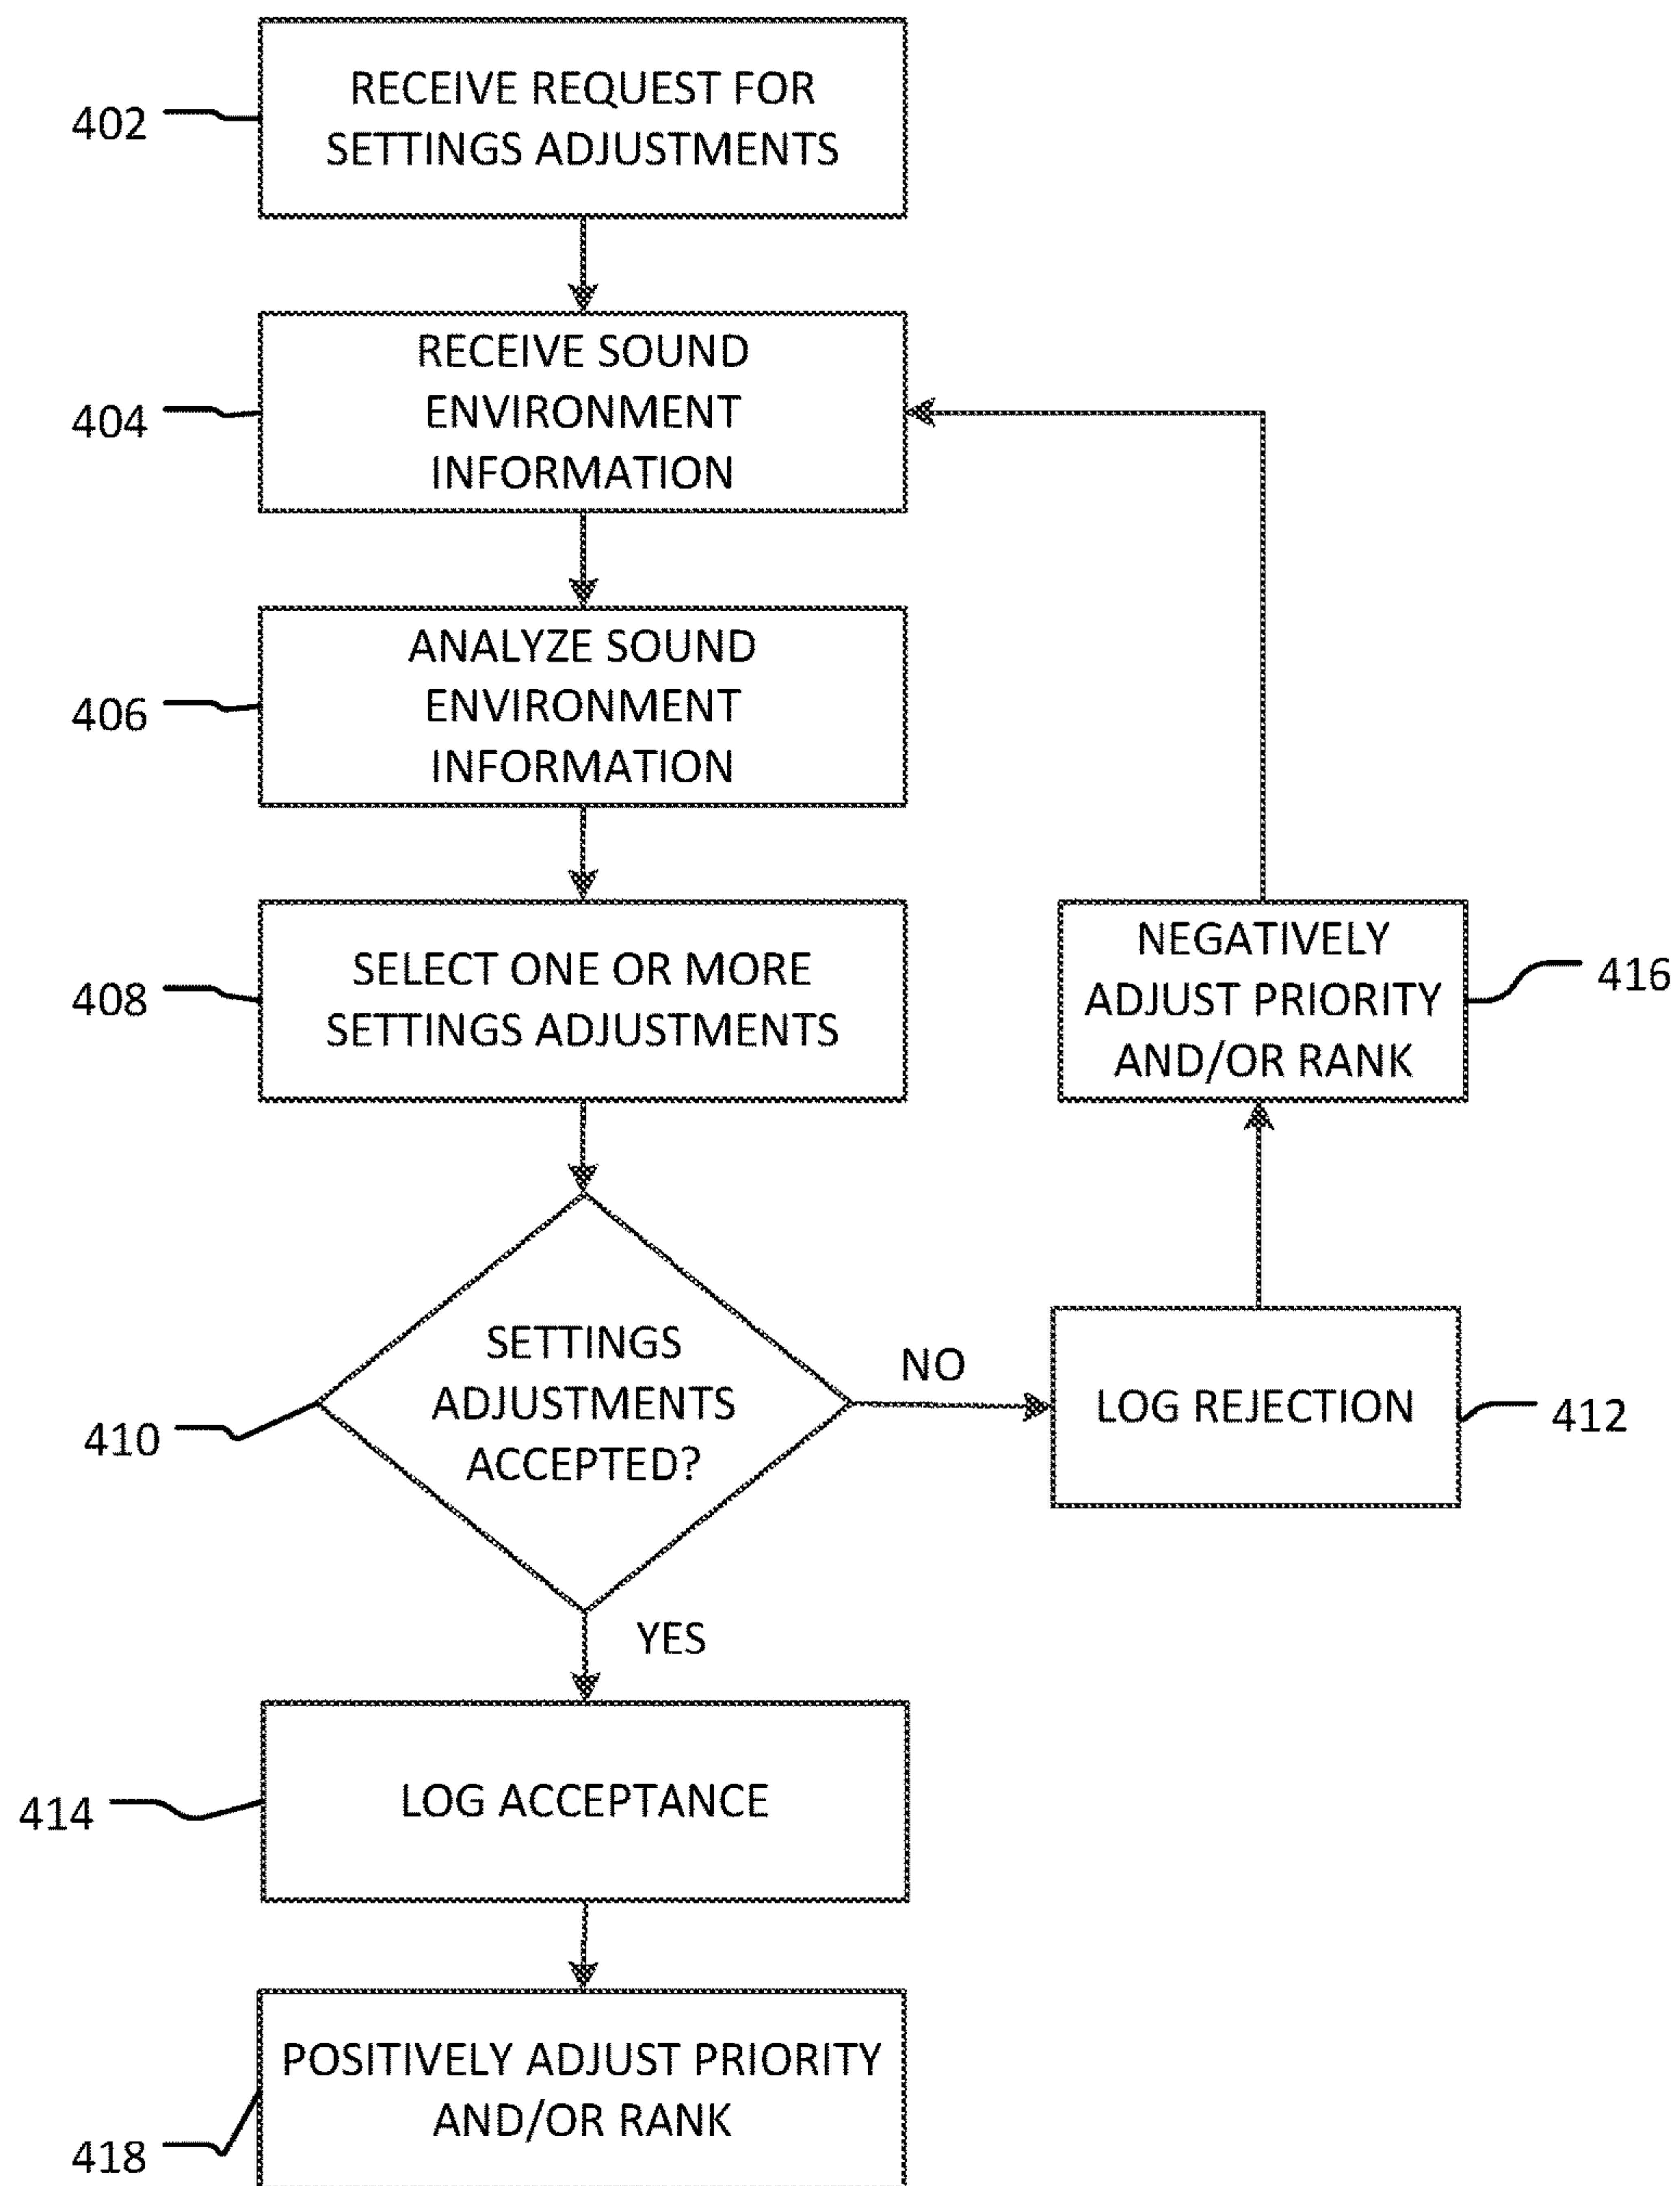 402
RECEIVE REQUEST FOR
SETTINGS ADJUSTMENTS
404
RECEIVE SOUND
ENVIRONMENT
INFORMATION
406
ANALYZE SOUND
ENVIRONMENT
INFORMATION
408
SELECT ONE OR MORE
SETTINGS ADJUSTMENTS
NEGATIVELY
ADJUST PRIORITY
AND/OR RANK
416
410
SETTINGS
ADJUSTMENTS
ACCEPTED?
NO
LOG REJECTION
412
YES
414
LOG ACCEPTANCE
418
POSITIVELY ADJUST PRIORITY
AND/OR RANK